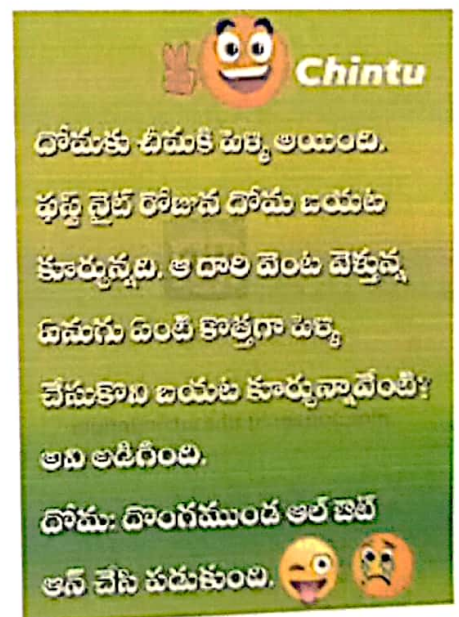 Chintu
దోమకు చీమకి పెళ్ళి అయింది.
ఫస్ట్ నైట్ రోజున దోమ బయట
కూర్చున్నది. ఆ దారి వెంట వెళ్తున్న
ఏనుగు ఏంటి కొత్తగా పెళ్ళి
చేసుకొని బయట కూర్చున్నావేంటి?
అని అడిగింది.
దోమ: దొంగముండ ఆల్ అవుట్
ఆన్ చేసి పడుకుంది.